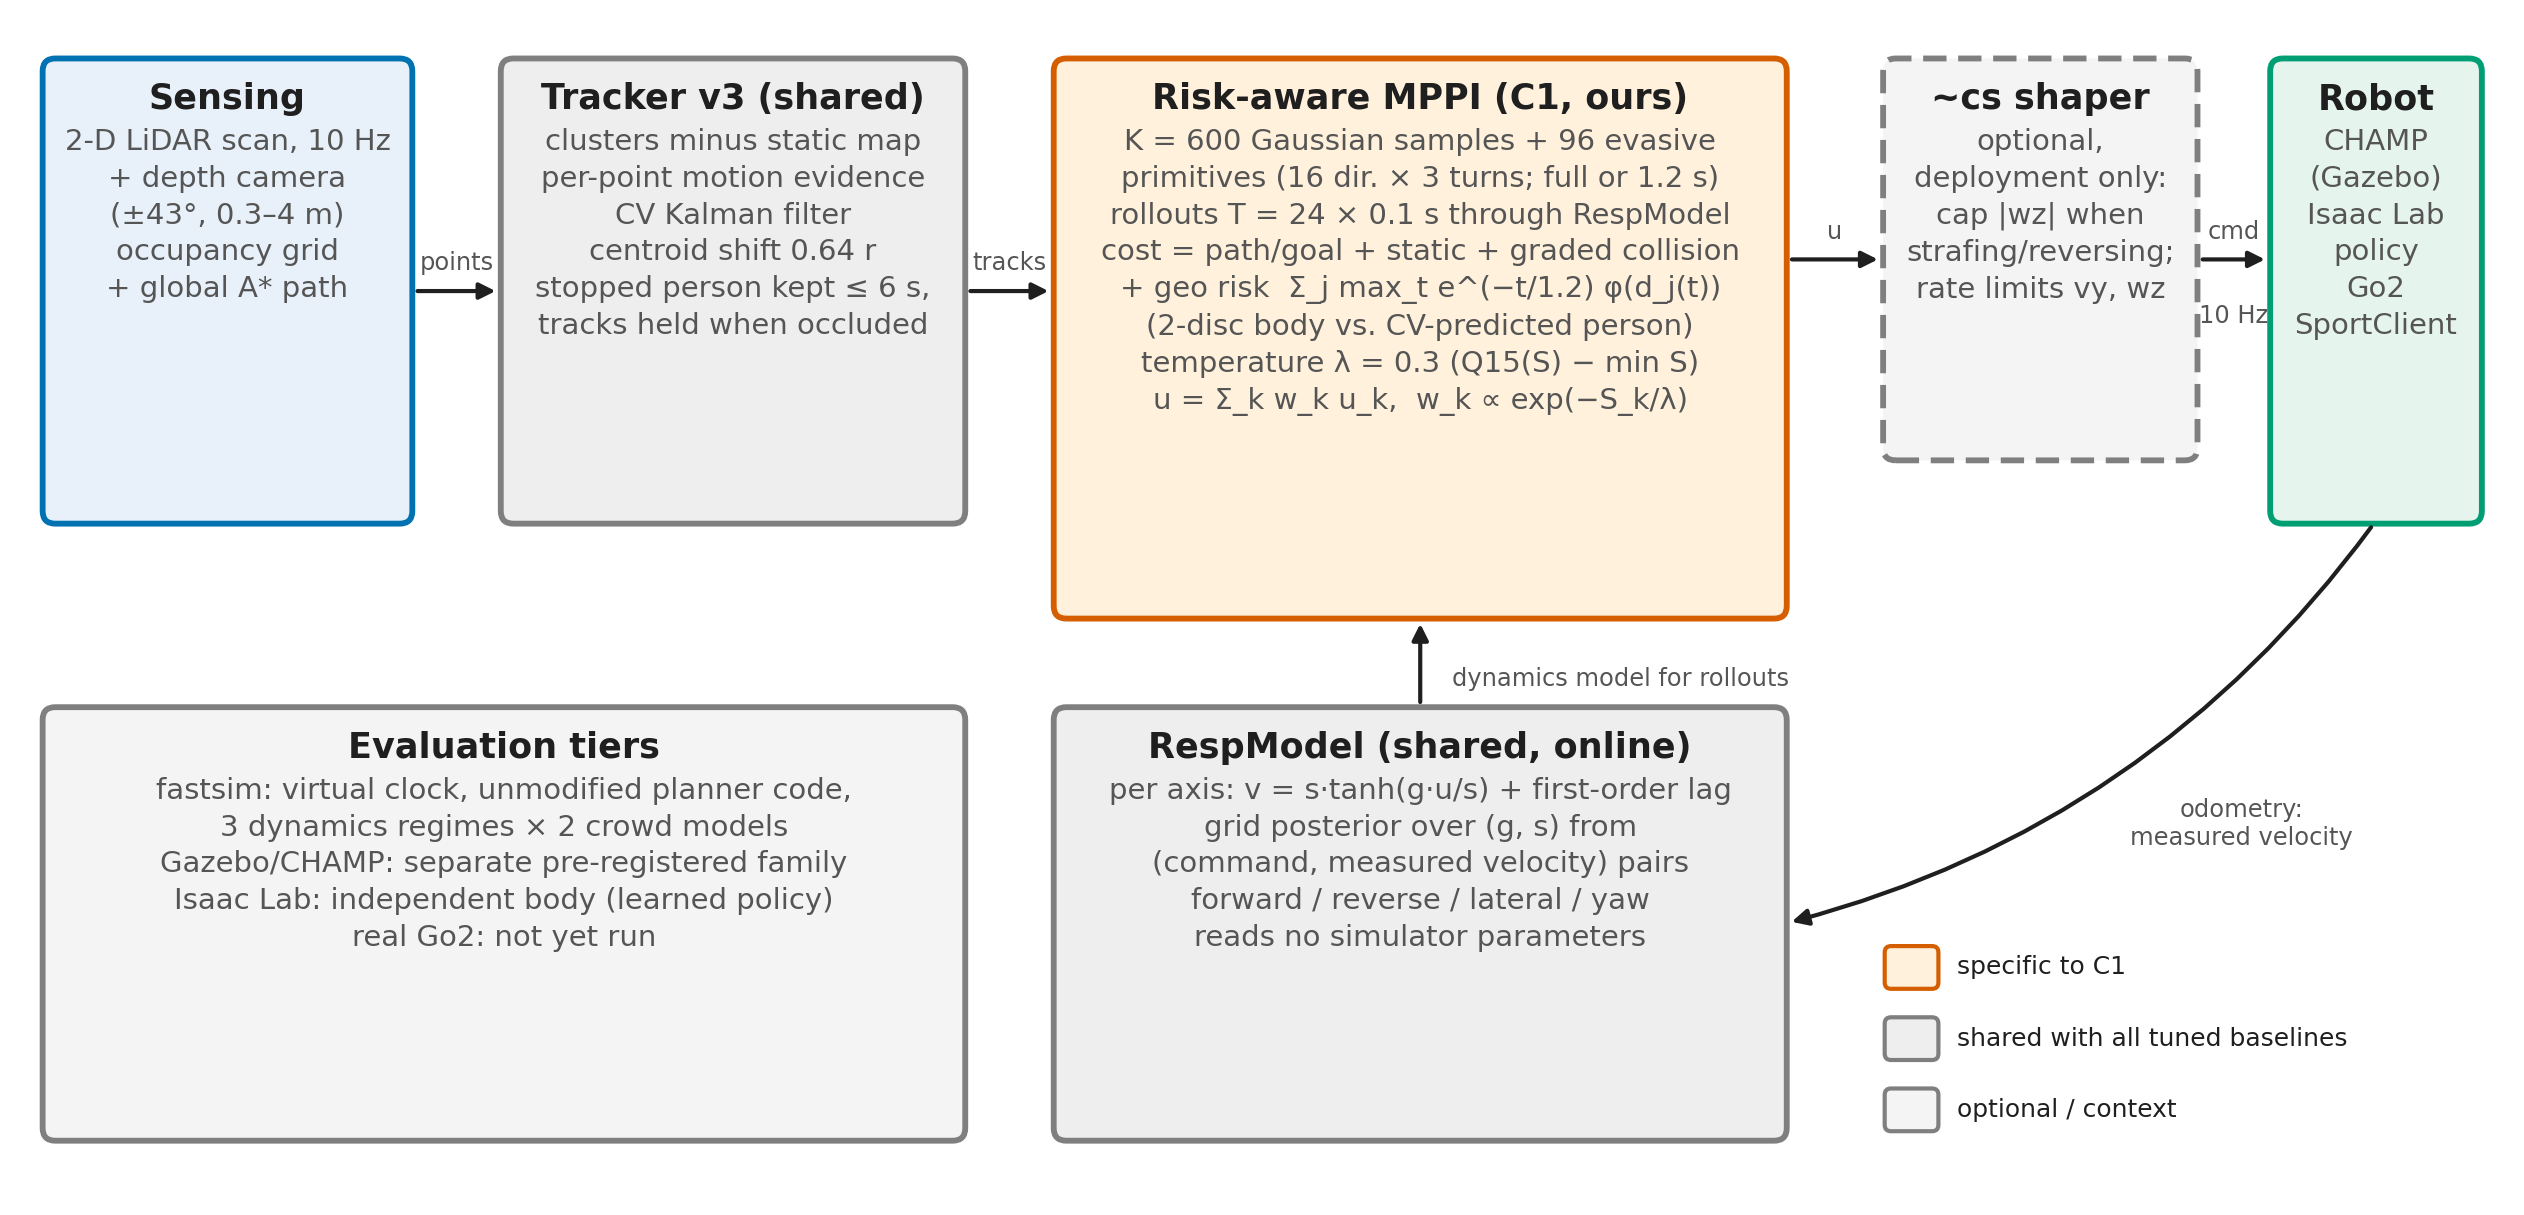 Sensing
2-D LiDAR scan, 10 Hz
+ depth camera
(±43°, 0.3–4 m)
occupancy grid
+ global A* path
points
Tracker v3 (shared)
clusters minus static map
per-point motion evidence
CV Kalman filter
centroid shift 0.64 r
stopped person kept ≤ 6 s,
tracks held when occluded
tracks
Risk-aware MPPI (C1, ours)
K = 600 Gaussian samples + 96 evasive
primitives (16 dir. × 3 turns; full or 1.2 s)
rollouts T = 24 × 0.1 s through RespModel
cost = path/goal + static + graded collision
+ geo risk  Σ_j max_t e^(−t/1.2) φ(d_j(t))
(2-disc body vs. CV-predicted person)
temperature λ = 0.3 (Q15(S) − min S)
u = Σ_k w_k u_k,  w_k ∝ exp(−S_k/λ)
u
~cs shaper
optional,
deployment only:
cap |wz| when
strafing/reversing;
rate limits vy, wz
cmd
10 Hz
Robot
CHAMP
(Gazebo)
Isaac Lab
policy
Go2
SportClient
dynamics model for rollouts
Evaluation tiers
fastsim: virtual clock, unmodified planner code,
3 dynamics regimes × 2 crowd models
Gazebo/CHAMP: separate pre-registered family
Isaac Lab: independent body (learned policy)
real Go2: not yet run
RespModel (shared, online)
per axis: v = s·tanh(g·u/s) + first-order lag
grid posterior over (g, s) from
(command, measured velocity) pairs
forward / reverse / lateral / yaw
reads no simulator parameters
odometry:
measured velocity
specific to C1
shared with all tuned baselines
optional / context